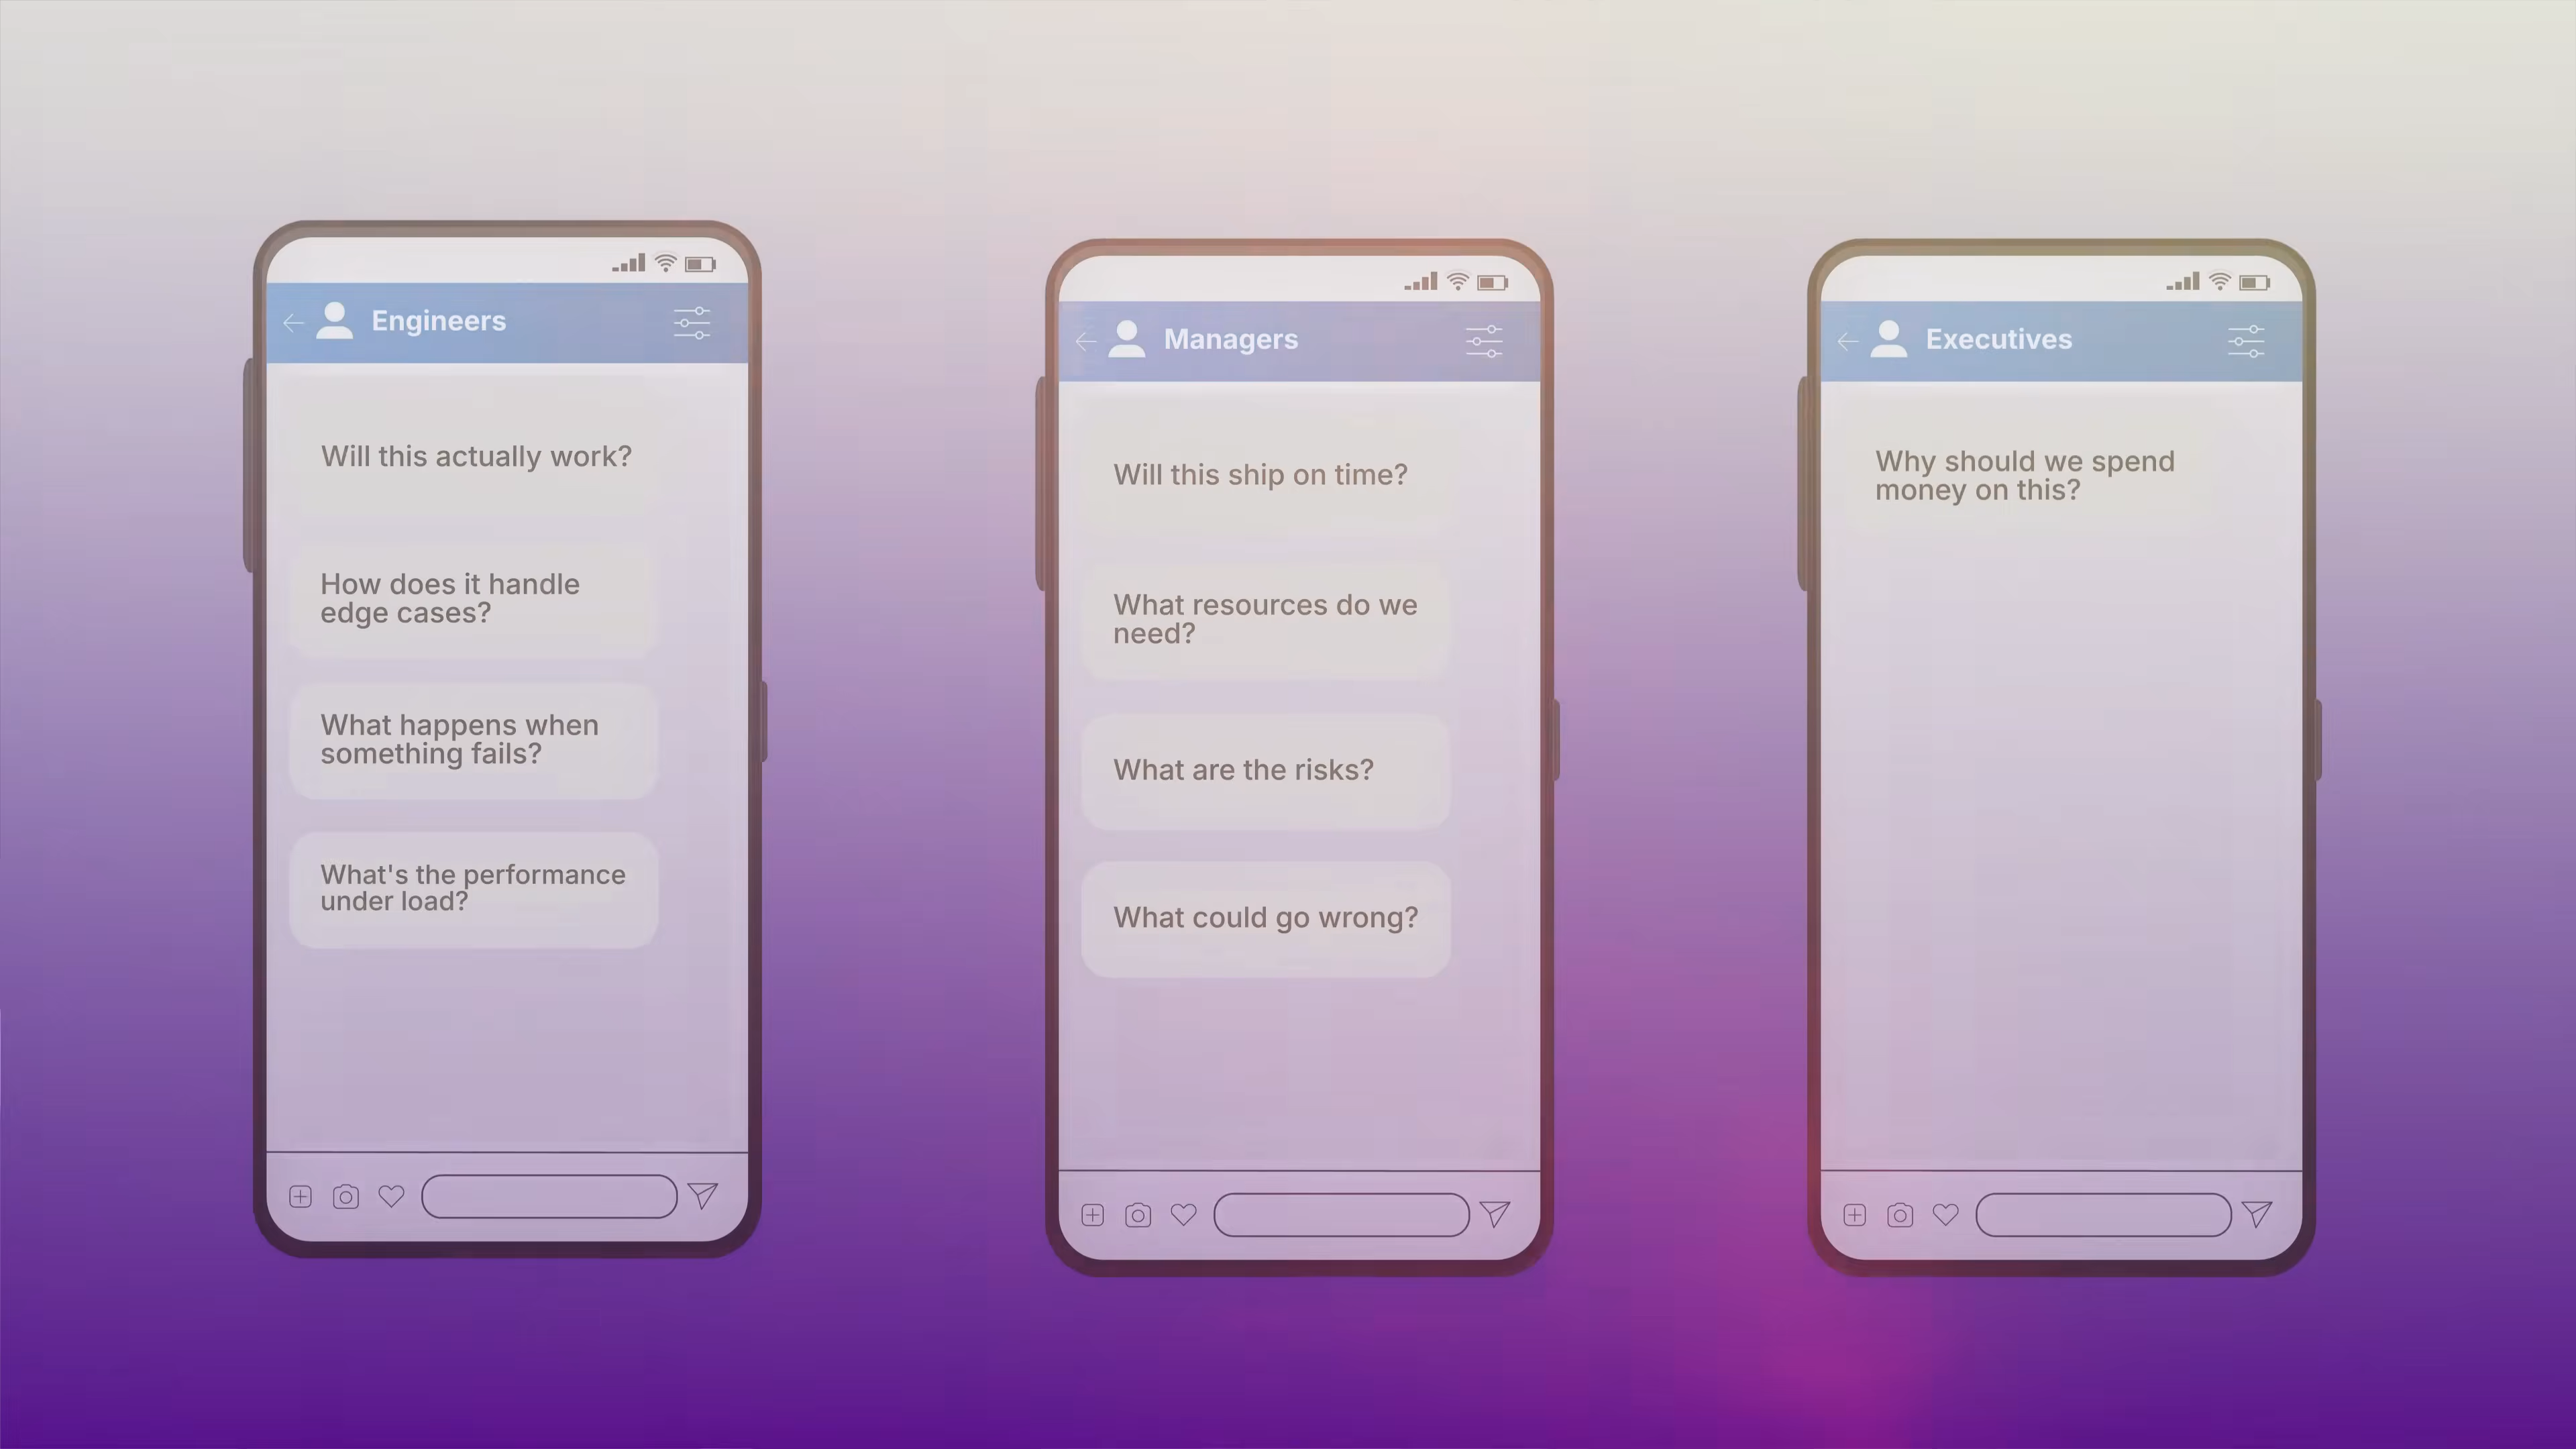 Engineers
Will this actually work?
How does it handle
edge cases?
What happens when
something fails?
What's the performance
under load?
Managers
Will this ship on time?
What resources do we
need?
What are the risks?
What could go wrong?
Executives
Why should we spend
money on this?